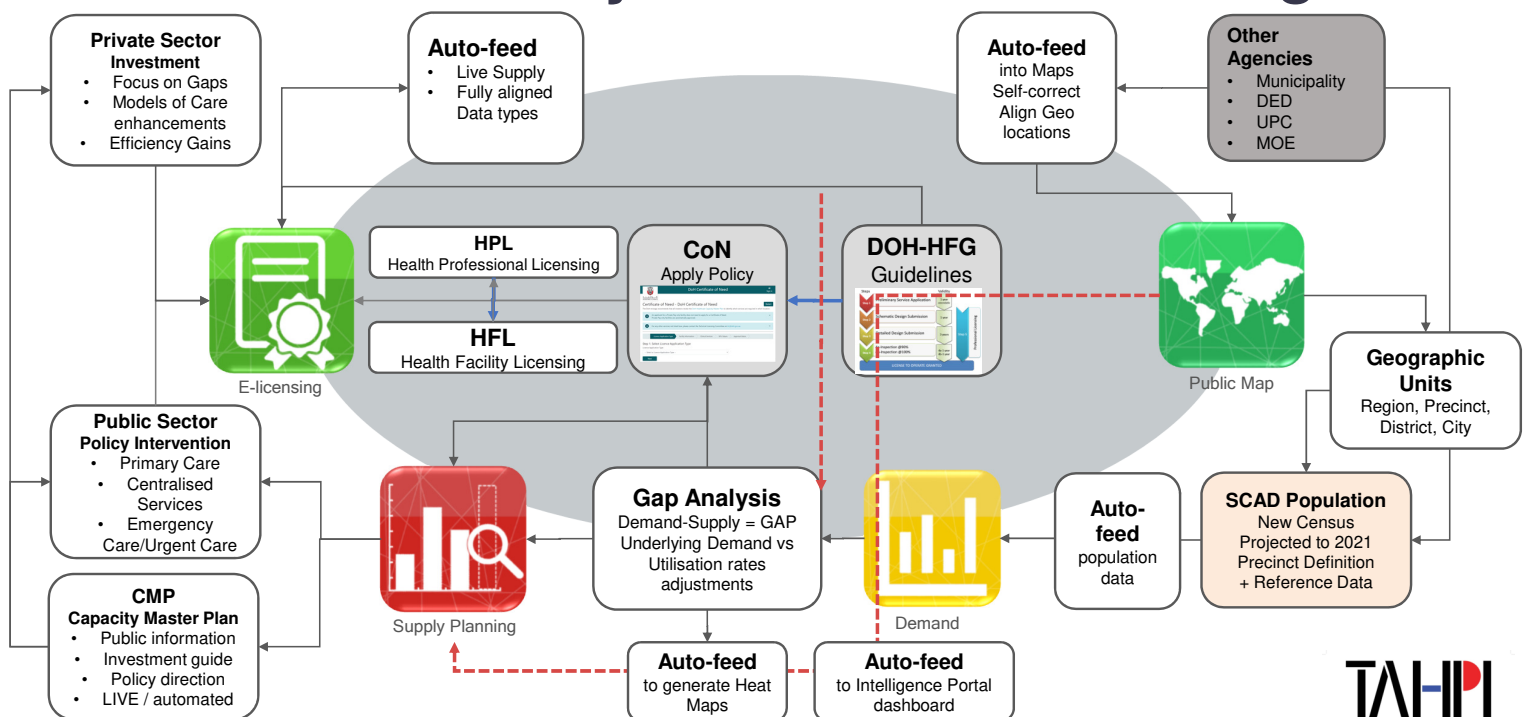 Private Sector
Investment
• Focus on Gaps
• Models of Care
enhancements
• Efficiency Gains
Auto-feed
• Live Supply
• Fully aligned
Data types
Auto-feed
into Maps
Self-correct
Align Geo
locations
Other
Agencies
• Municipality
• DED
• UPC
• MOE
E-licensing
HPL
Health Professional Licensing
HFL
Health Facility Licensing
CoN
Apply Policy
DOH-HFG
Guidelines
Public Map
Geographic
Units
Region, Precinct,
District, City
Public Sector
Policy Intervention
• Primary Care
• Centralised
Services
• Emergency
Care/Urgent Care
Supply Planning
Gap Analysis
Demand-Supply = GAP
Underlying Demand vs
Utilisation rates
adjustments
Demand
Auto-
feed
population
data
SCAD Population
New Census
Projected to 2021
Precinct Definition
+ Reference Data
CMP
Capacity Master Plan
• Public information
• Investment guide
• Policy direction
• LIVE / automated
Auto-feed
to generate Heat
Maps
Auto-feed
to Intelligence Portal
dashboard
TAHPI